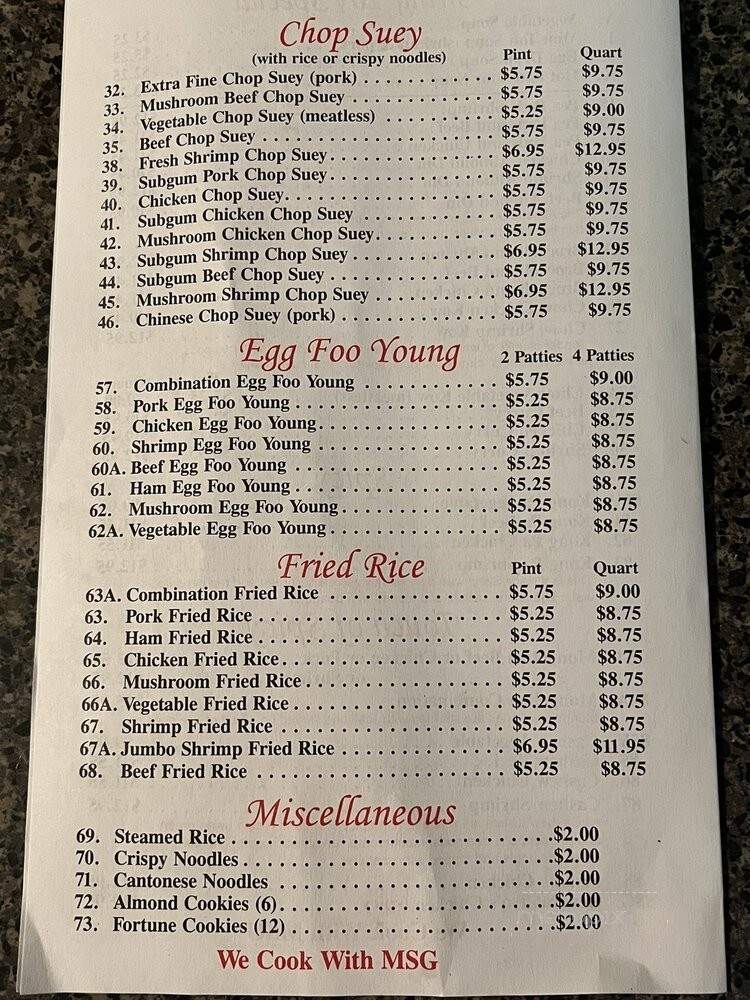 Chop Suey
(with rice or crispy noodles) Pint Quart
32. Extra Fine Chop Suey (pork) . . . . . . . . . . . . $5.75 $9.75
33. Mushroom Beef Chop Suey . . . . . . . . . . . . . $5.75 $9.75
34. Vegetable Chop Suey (meatless) . . . . . . . . . . $5.25 $9.00
35. Beef Chop Suey . . . . . . . . . . . . . . . . . . . . . $5.75 $9.75
38. Fresh Shrimp Chop Suey. . . . . . . . . . . . . . . $6.95 $12.95
39. Subgum Pork Chop Suey. . . . . . . . . . . . . . . $5.75 $9.75
40. Chicken Chop Suey. . . . . . . . . . . . . . . . . . . $5.75 $9.75
41. Subgum Chicken Chop Suey . . . . . . . . . . . . $5.75 $9.75
42. Mushroom Chicken Chop Suey. . . . . . . . . . . $5.75 $9.75
43. Subgum Shrimp Chop Suey . . . . . . . . . . . . . $6.95 $12.95
44. Subgum Beef Chop Suey . . . . . . . . . . . . . . . $5.75 $9.75
45. Mushroom Shrimp Chop Suey . . . . . . . . . . . $6.95 $12.95
46. Chinese Chop Suey (pork) . . . . . . . . . . . . . . $5.75 $9.75
Egg Foo Young 2 Patties 4 Patties
57. Combination Egg Foo Young . . . . . . . . . . . . $5.75 $9.00
58. Pork Egg Foo Young . . . . . . . . . . . . . . . . . . $5.25 $8.75
59. Chicken Egg Foo Young. . . . . . . . . . . . . . . . $5.25 $8.75
60. Shrimp Egg Foo Young . . . . . . . . . . . . . . . . $5.25 $8.75
60A. Beef Egg Foo Young . . . . . . . . . . . . . . . . . . $5.25 $8.75
61. Ham Egg Foo Young . . . . . . . . . . . . . . . . . . $5.25 $8.75
62. Mushroom Egg Foo Young . . . . . . . . . . . . . . $5.25 $8.75
62A. Vegetable Egg Foo Young . . . . . . . . . . . . . . . $5.25 $8.75
Fried Rice Pint Quart
63A. Combination Fried Rice . . . . . . . . . . . . . . . $5.75 $9.00
63. Pork Fried Rice . . . . . . . . . . . . . . . . . . . . . . $5.25 $8.75
64. Ham Fried Rice . . . . . . . . . . . . . . . . . . . . . . $5.25 $8.75
65. Chicken Fried Rice. . . . . . . . . . . . . . . . . . . . $5.25 $8.75
66. Mushroom Fried Rice . . . . . . . . . . . . . . . . . . $5.25 $8.75
66A. Vegetable Fried Rice . . . . . . . . . . . . . . . . . . . $5.25 $8.75
67. Shrimp Fried Rice . . . . . . . . . . . . . . . . . . . . $5.25 $8.75
67A. Jumbo Shrimp Fried Rice . . . . . . . . . . . . . . . $6.95 $11.95
68. Beef Fried Rice . . . . . . . . . . . . . . . . . . . . . . $5.25 $8.75
Miscellaneous
69. Steamed Rice . . . . . . . . . . . . . . . . . . . . . . . . . . . . .$2.00
70. Crispy Noodles . . . . . . . . . . . . . . . . . . . . . . . . . . . .$2.00
71. Cantonese Noodles . . . . . . . . . . . . . . . . . . . . . . . . .$2.00
72. Almond Cookies (6). . . . . . . . . . . . . . . . . . . . . . . . .$2.00
73. Fortune Cookies (12) . . . . . . . . . . . . . . . . . . . . . . . .$2.00
We Cook With MSG